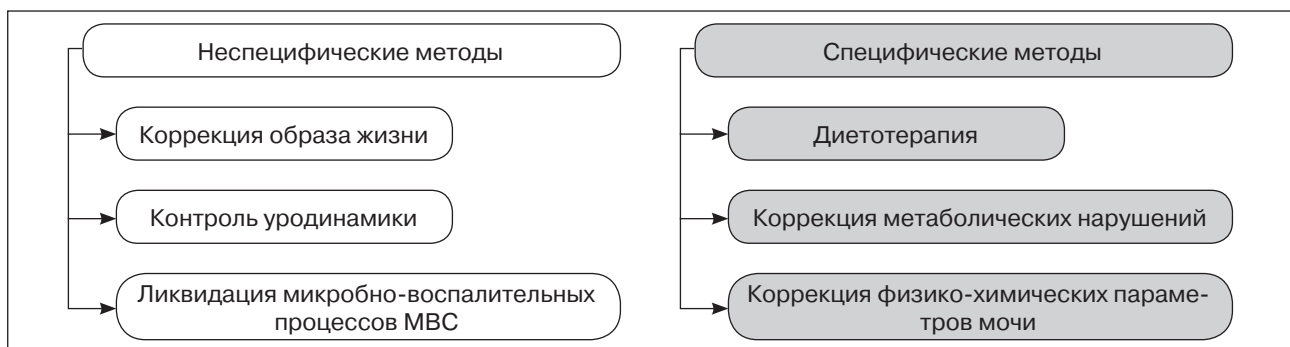 Неспецифические методы
Коррекция образа жизни
Контроль уродинамики
Ликвидация микробно-воспалительных
процессов МВС
Специфические методы
Диетотерапия
Коррекция метаболических нарушений
Коррекция физико-химических параме-
тров мочи